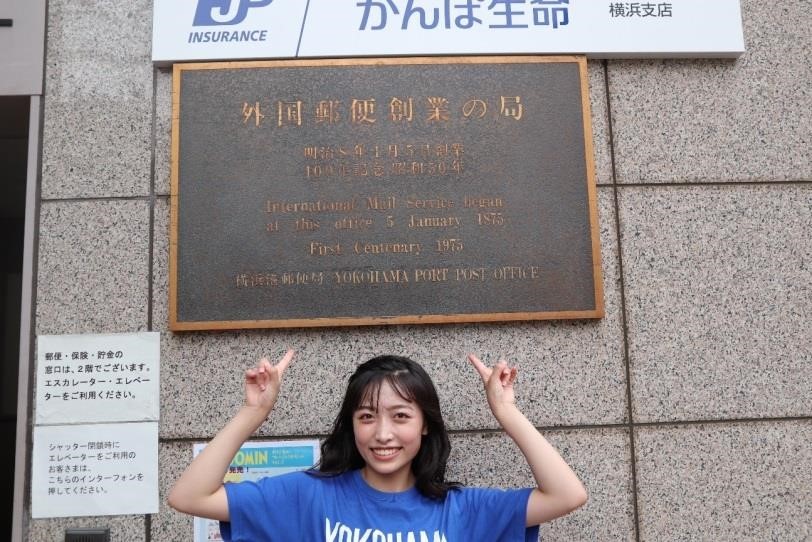 JP
INSURANCE
かんぽ生命
横浜支店
外国郵便創業の局
明治8年1月5日創業
100年記念 昭和50年
International Mail Service began
at this office 5 January 1875
First Centenary 1975
横浜港郵便局 YOKOHAMA PORT POST OFFICE
郵便・保険・貯金の
窓口は、2階でございます。
エスカレーター・エレベー
ターをご利用ください。
シャッター閉鎖時に
エレベーターをご利用の
お客さまは、
こちらのインターフォンを
押してください。
OMIN
発売!
YOKOHAMA